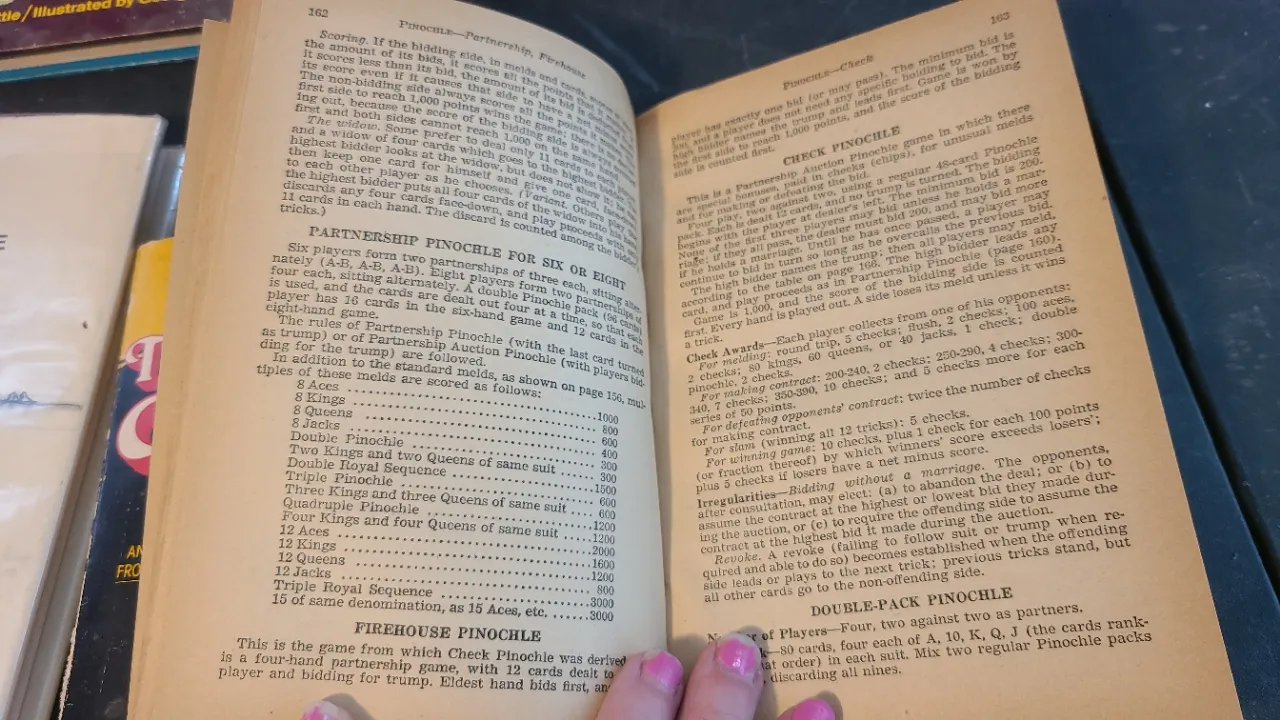 ttle/Illustrated by Ge
E
AN
FRO
162
PINOCHLE—Partnership, Firehouse
Scoring. If the bidding side, in melds and cards,
the amount of its bids, it scores all the points
it scores less than its bid, the amount of its bid is
its score even if it causes that side to have a
The non-bidding side always scores all the points it
first side to reach 1,000 points wins the game;
ing out, because the score of the bidding side is always
first and both sides cannot reach 1,000 on the same hand.
The widow. Some prefer to deal only 11 cards to each
and a widow of four cards which goes to the highest
highest bidder looks at the widow, but does not show it; he
then keep one card for himself and give one card, face-down
to each other player as he chooses. (Variant. Others play
the highest bidder puts all four cards of the widow into his hand,
discards any four cards face-down, and play proceeds with
11 cards in each hand. The discard is counted among the bidder's
tricks.)
PARTNERSHIP PINOCHLE FOR SIX OR EIGHT
Six players form two partnerships of three each, sitting alter-
nately (A-B, A-B, A-B). Eight players form two partnerships of
four each, sitting alternately. A double Pinochle pack (96 cards)
is used, and the cards are dealt out four at a time, so that each
player has 16 cards in the six-hand game and 12 cards in the
eight-hand game.
The rules of Partnership Pinochle (with the last card turned
as trump) or of Partnership Auction Pinochle (with players bid-
ding for the trump) are followed.
In addition to the standard melds, as shown on page 156, mul-
tiples of these melds are scored as follows:
8 Aces ..................................1000
8 Kings .................................. 800
8 Queens .................................. 600
8 Jacks .................................. 400
Double Pinochle .......................... 300
Two Kings and two Queens of same suit .... 300
Double Royal Sequence ....................1500
Triple Pinochle .......................... 600
Three Kings and three Queens of same suit ..... 600
Quadruple Pinochle .......................1200
Four Kings and four Queens of same suit .....1200
12 Aces ..................................2000
12 Kings .................................1600
12 Queens ................................1200
12 Jacks ................................. 800
Triple Royal Sequence ....................3000
15 of same denomination, as 15 Aces, etc. ......3000
FIREHOUSE PINOCHLE
This is the game from which Check Pinochle was derived
is a four-hand partnership game, with 12 cards dealt to
player and bidding for trump. Eldest hand bids first, an
163
PINOCHLE—Check
player has exactly one bid (or may pass). The minimum bid is
but, and a player does not need any specific holding to bid. The
high bidder names the trump and leads first. Game is won by
the first side to reach 1,000 points, and the score of the bidding
side is counted first.
CHECK PINOCHLE
This is a Partnership Auction Pinochle game in which there
are special bonuses, paid in checks (chips), for unusual melds
and for making or defeating the bid.
Four play, two against two, using a regular 48-card Pinochle
pack. Each is dealt 12 cards, and no trump is turned. The bidding
begins with the player at dealer's left. The minimum bid is 200.
None of the first three players may bid unless he holds a mar-
riage; if they all pass, the dealer must bid 200, and may bid more
if he holds a marriage. Until he has once passed, a player may
continue to bid in turn so long as he overcalls the previous bid.
The high bidder names the trump; then all players may meld,
according to the table on page 166. The high bidder leads any
card, and play proceeds as in Partnership Pinochle (page 160).
Game is 1,000, and the score of the bidding side is counted
first. Every hand is played out. A side loses its meld unless it wins
a trick.
Check Awards—Each player collects from one of his opponents:
For melding: round trip, 5 checks; flush, 2 checks; 100 aces,
2 checks; 80 kings, 60 queens, or 40 jacks, 1 check; double
pinochle, 2 checks.
For making contract: 200-240, 2 checks; 250-290, 4 checks; 300-
340, 7 checks; 350-390, 10 checks; and 5 checks more for each
series of 50 points.
For defeating opponents' contract: twice the number of checks
for making contract.
For slam (winning all 12 tricks): 5 checks.
For winning game: 10 checks, plus 1 check for each 100 points
(or fraction thereof) by which winners' score exceeds losers';
plus 5 checks if losers have a net minus score.
Irregularities—Bidding without a marriage. The opponents,
after consultation, may elect: (a) to abandon the deal; or (b) to
assume the contract at the highest or lowest bid they made dur-
ing the auction, or (c) to require the offending side to assume the
contract at the highest bid it made during the auction.
Revoke. A revoke (failing to follow suit or trump when re-
quired and able to do so) becomes established when the offending
side leads or plays to the next trick; previous tricks stand, but
all other cards go to the non-offending side.
DOUBLE-PACK PINOCHLE
of Players—Four, two against two as partners.
k—80 cards, four each of A, 10, K, Q, J (the cards rank-
hat order) in each suit. Mix two regular Pinochle packs
discarding all nines.